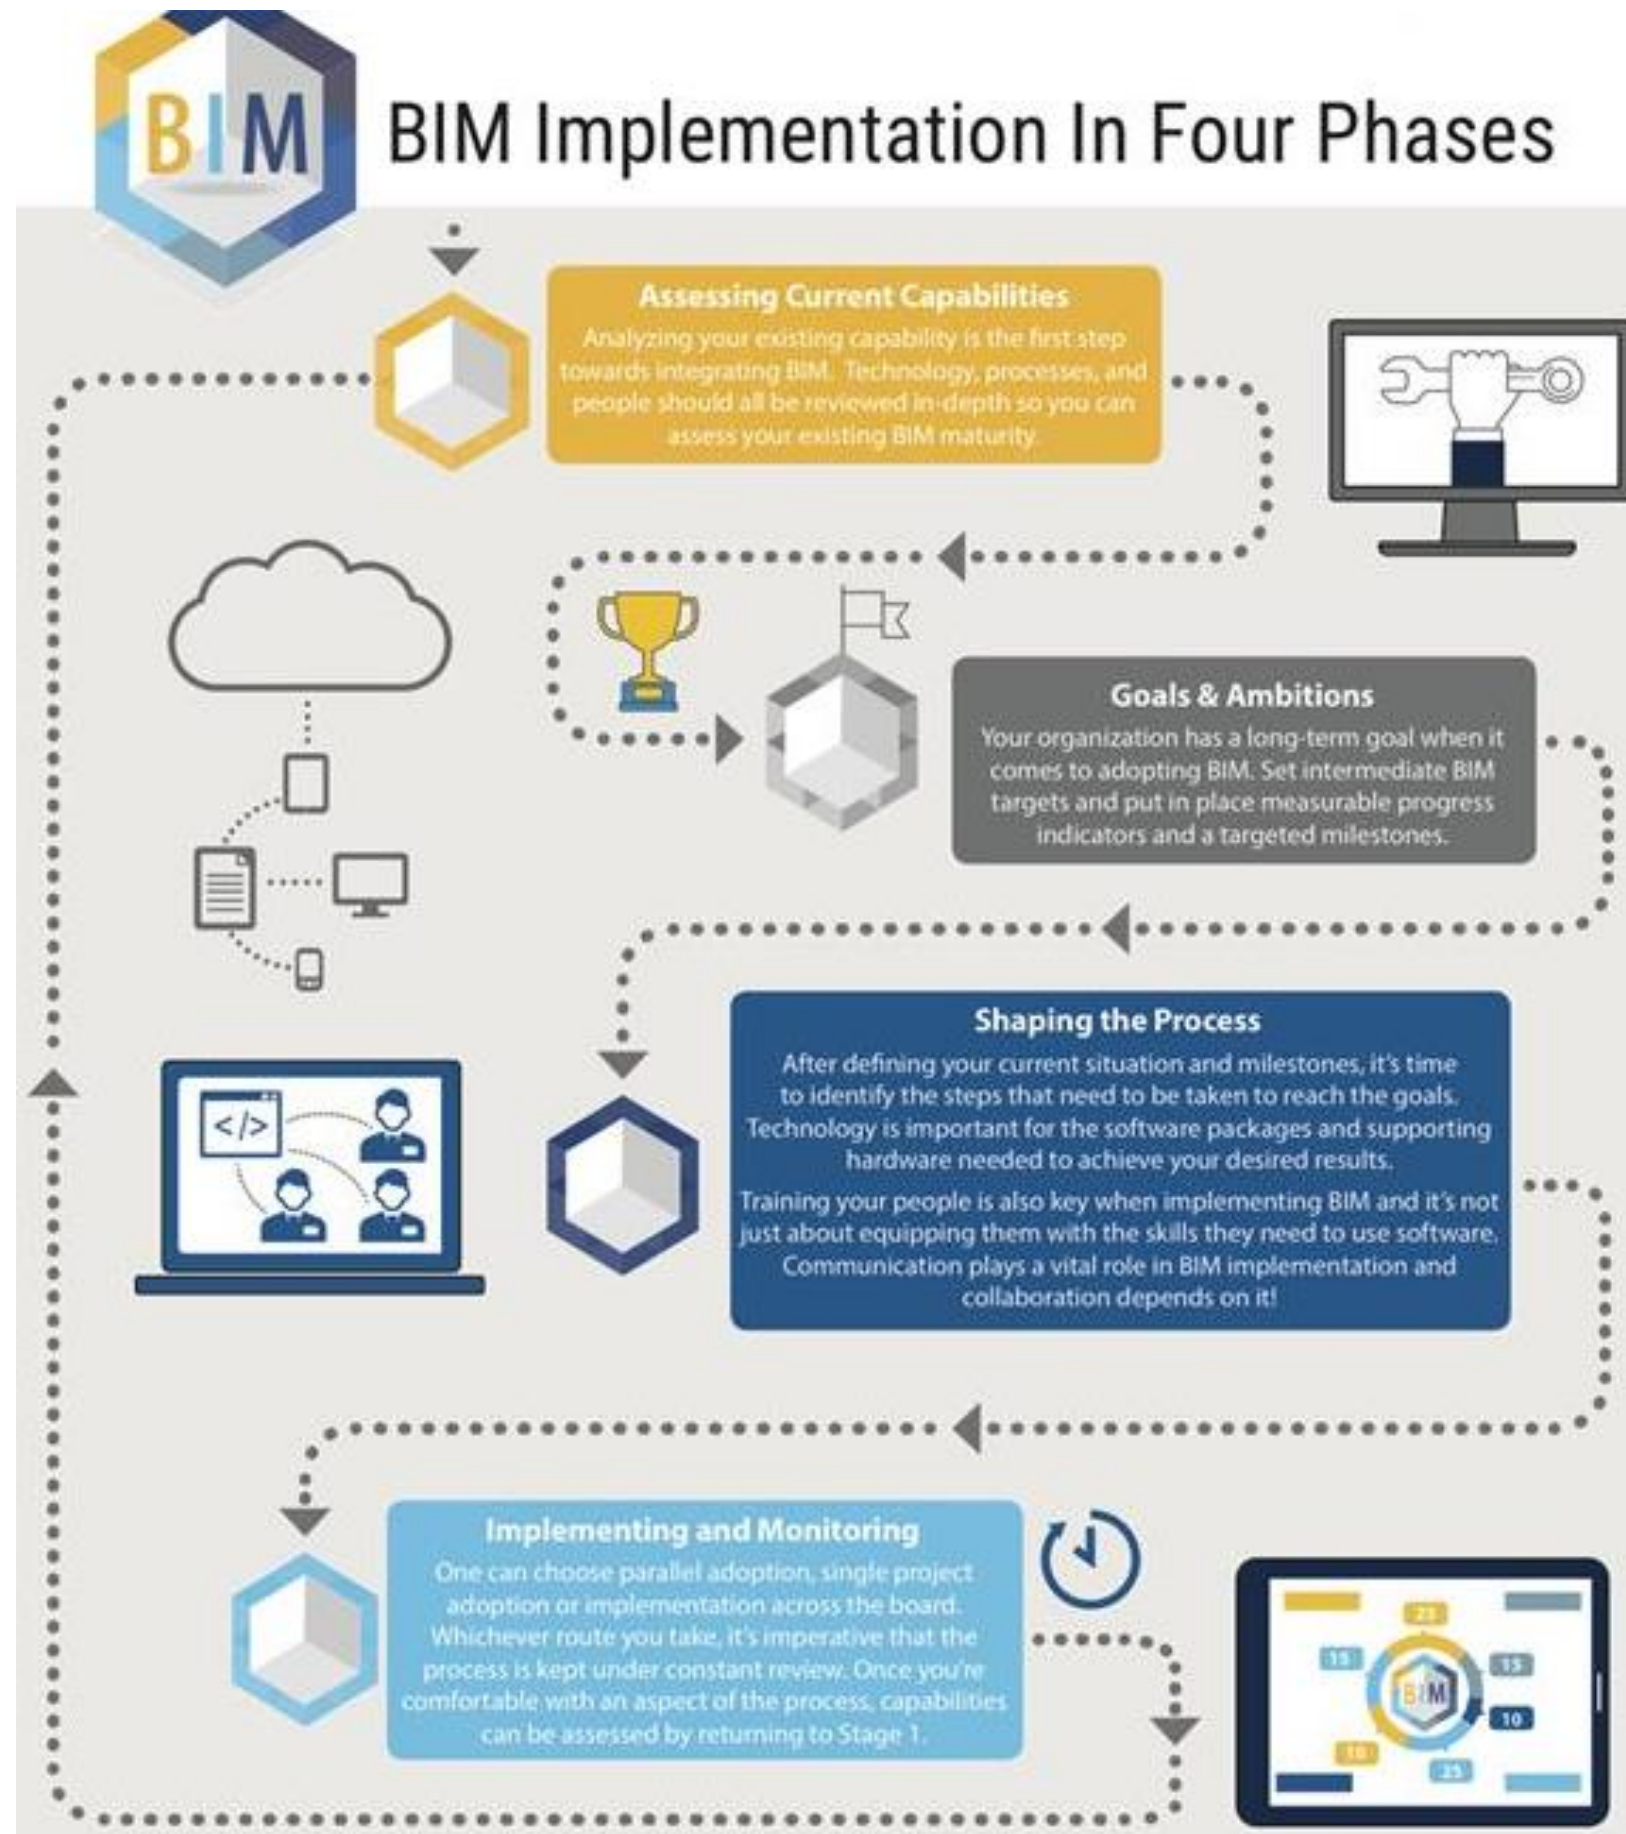 BIM
BIM Implementation In Four Phases
Assessing Current Capabilities
Analyzing your existing capability is the first step
towards integrating BIM. Technology, processes, and
people should all be reviewed in-depth so you can
assess your existing BIM maturity.
Goals & Ambitions
Your organization has a long-term goal when it
comes to adopting BIM. Set intermediate BIM
targets and put in place measurable progress
indicators and a targeted milestones.
</>
Shaping the Process
After defining your current situation and milestones, it's time
to identify the steps that need to be taken to reach the goals.
Technology is important for the software packages and supporting
hardware needed to achieve your desired results.
Training your people is also key when implementing BIM and it's not
just about equipping them with the skills they need to use software.
Communication plays a vital role in BIM implementation and
collaboration depends on it!
Implementing and Monitoring
One can choose parallel adoption, single project
adoption or implementation across the board.
Whichever route you take, it's imperative that the
process is kept under constant review. Once you're
comfortable with an aspect of the process, capabilities
can be assessed by returning to Stage 1.
15
15
BIM
10
10
25